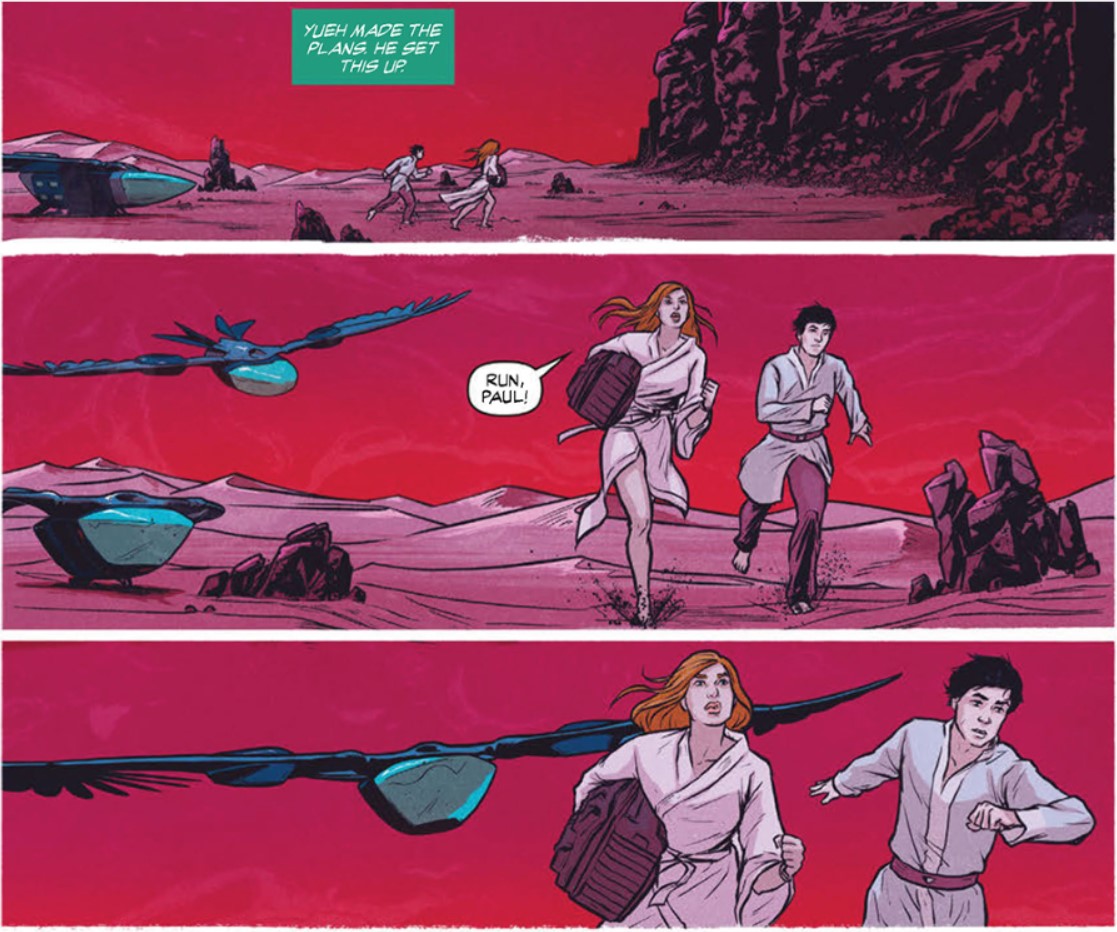 YUEH MADE THE
PLANS. HE SET
THIS UP.
RUN,
PAUL!